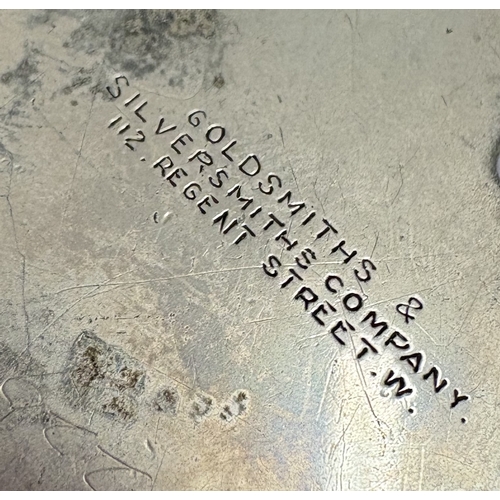 GOLDSMITHS &
SILVERSMITHS COMPANY.
112. REGENT STREET. W.